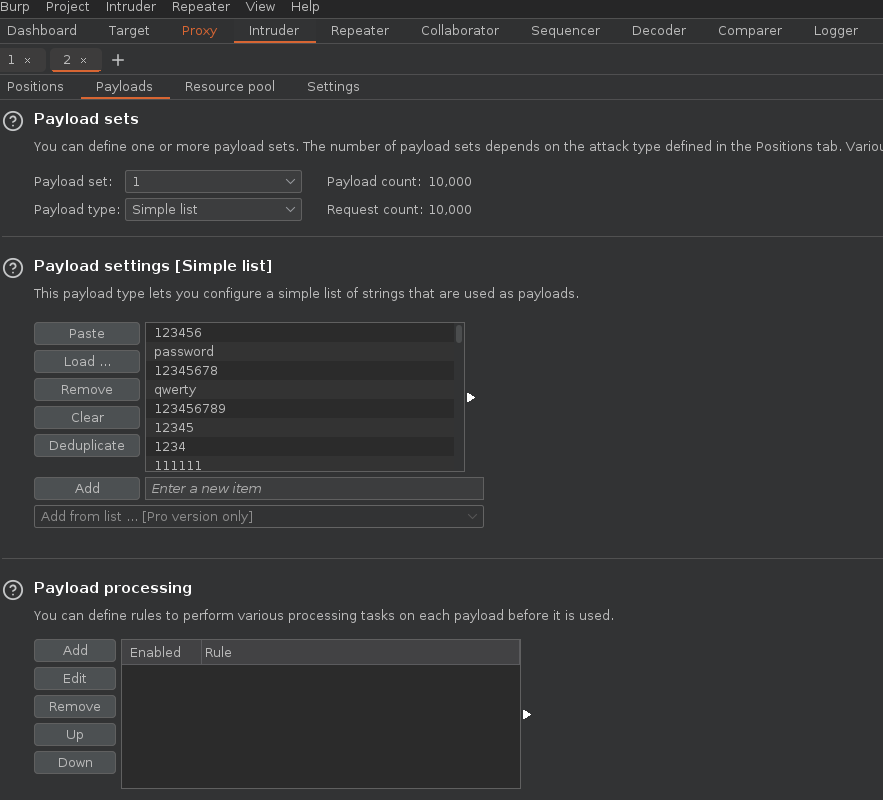 Burp Project Intruder Repeater View Help
Dashboard Target Proxy Intruder Repeater Collaborator Sequencer Decoder Comparer Logger
1 × 2 × +
Positions Payloads Resource pool Settings
? Payload sets
You can define one or more payload sets. The number of payload sets depends on the attack type defined in the Positions tab. Variou
Payload set: 1 Payload count: 10,000
Payload type: Simple list Request count: 10,000
? Payload settings [Simple list]
This payload type lets you configure a simple list of strings that are used as payloads.
Paste 123456
password
Load ... 12345678
Remove qwerty
123456789
Clear 12345
Deduplicate 1234
111111
Add Enter a new item
Add from list ... [Pro version only]
? Payload processing
You can define rules to perform various processing tasks on each payload before it is used.
Add Enabled Rule
Edit
Remove
Up
Down